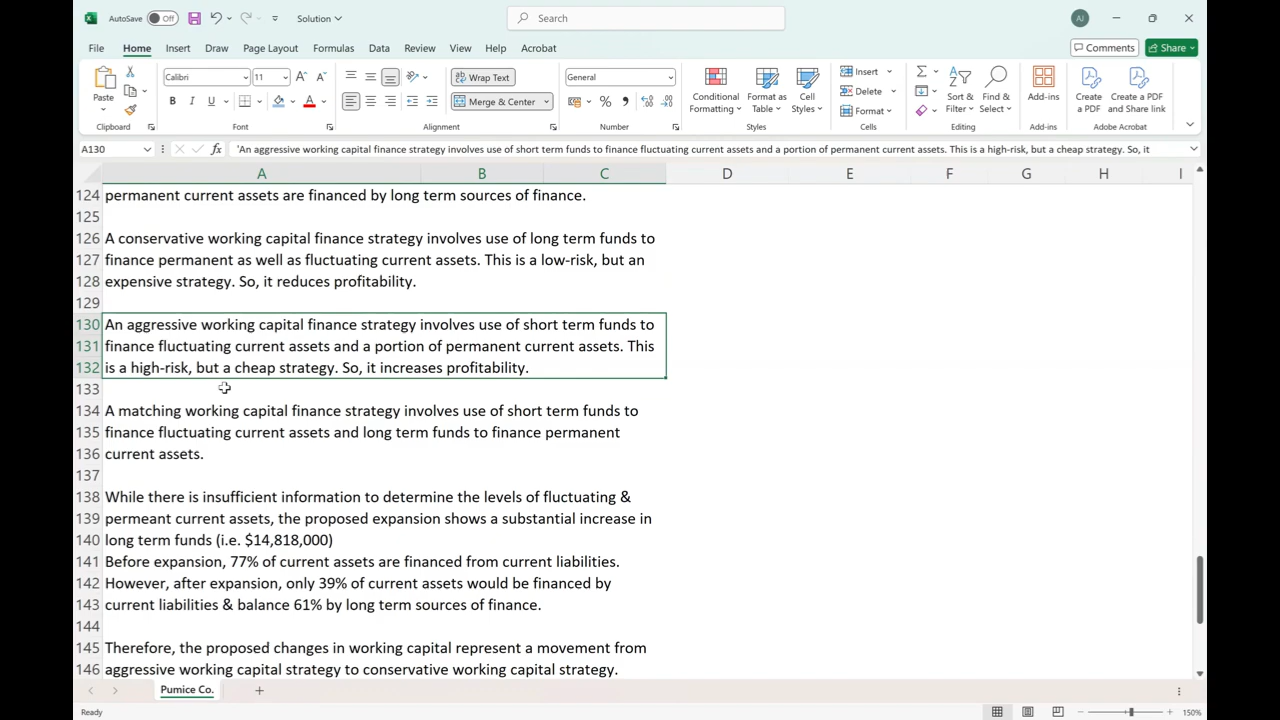 AutoSave Off Solution Search AJ
File Home Insert Draw Page Layout Formulas Data Review View Help Acrobat Comments Share
Paste Calibri 11 A A Wrap Text General Conditional Formatting Format as Table Cell Styles Insert Delete Format Sort & Filter Find & Select Add-ins Create a PDF Create a PDF and Share link
B I U A Merge & Center % ,
Clipboard Font Alignment Number Styles Cells Editing Add-ins Adobe Acrobat
A130 fx 'An aggressive working capital finance strategy involves use of short term funds to finance fluctuating current assets and a portion of permanent current assets. This is a high-risk, but a cheap strategy. So, it
A B C D E F G H I
124 permanent current assets are financed by long term sources of finance.
125
126 A conservative working capital finance strategy involves use of long term funds to
127 finance permanent as well as fluctuating current assets. This is a low-risk, but an
128 expensive strategy. So, it reduces profitability.
129
130 An aggressive working capital finance strategy involves use of short term funds to
131 finance fluctuating current assets and a portion of permanent current assets. This
132 is a high-risk, but a cheap strategy. So, it increases profitability.
133
134 A matching working capital finance strategy involves use of short term funds to
135 finance fluctuating current assets and long term funds to finance permanent
136 current assets.
137
138 While there is insufficient information to determine the levels of fluctuating &
139 permeant current assets, the proposed expansion shows a substantial increase in
140 long term funds (i.e. $14,818,000)
141 Before expansion, 77% of current assets are financed from current liabilities.
142 However, after expansion, only 39% of current assets would be financed by
143 current liabilities & balance 61% by long term sources of finance.
144
145 Therefore, the proposed changes in working capital represent a movement from
146 aggressive working capital strategy to conservative working capital strategy.
Pumice Co.
Ready 150%